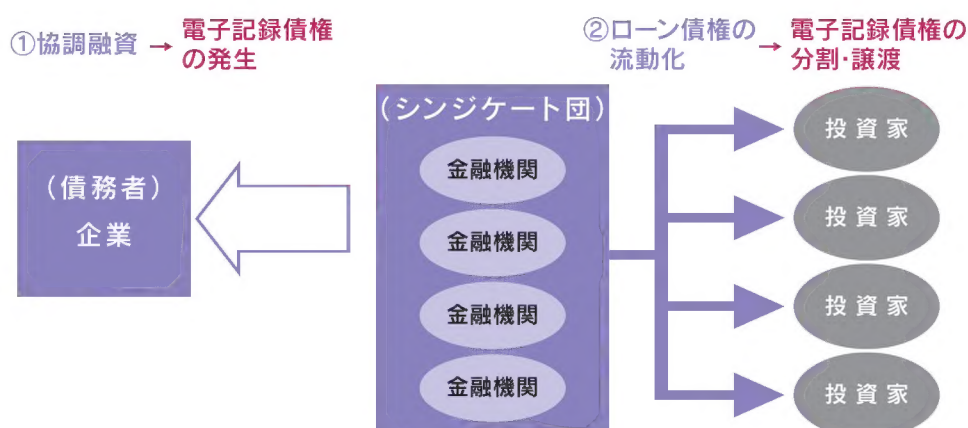 ①協調融資 → 電子記録債権
の発生
②ローン債権の
流動化 → 電子記録債権の
分割・譲渡
(債務者)
企業
(シンジケート団)
金融機関
金融機関
金融機関
金融機関
投資家
投資家
投資家
投資家